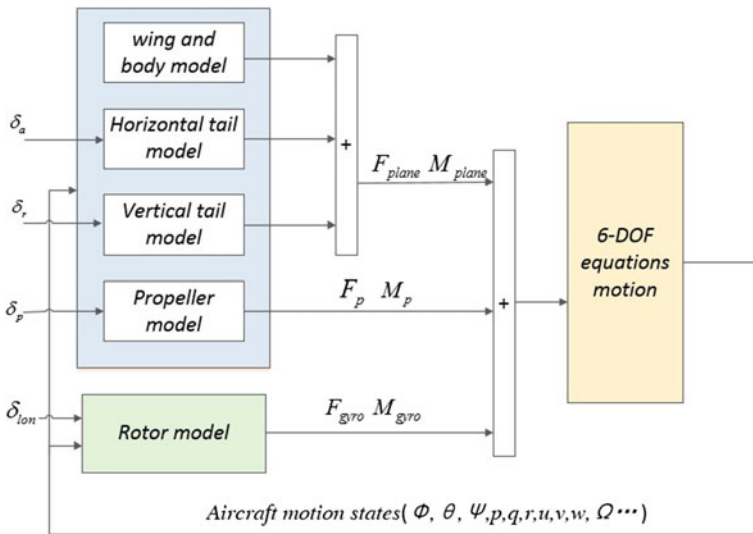 wing and
body model
δa
Horizontal tail
model
+
Fplane Mplane
δr
Vertical tail
model
6-DOF
equations
motion
δp
Propeller
model
Fp Mp
+
δlon
Rotor model
Fgyro Mgyro
Aircraft motion states( Φ, θ, Ψ,p,q,r,u,v,w, Ω⋯)